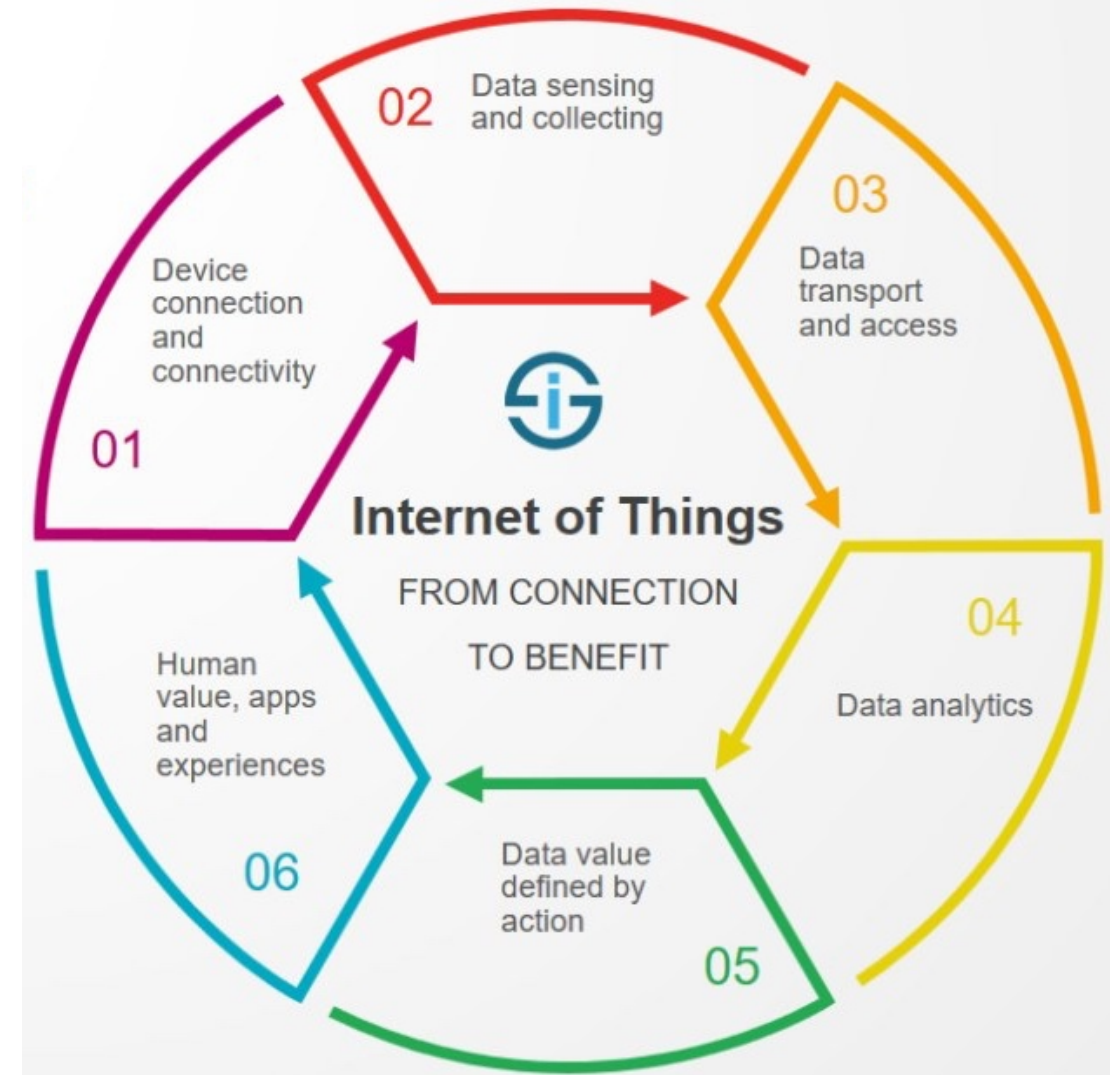 02
Data sensing
and collecting
03
Data
transport
and access
Device
connection
and
connectivity
01
i
Internet of Things
FROM CONNECTION
TO BENEFIT
04
Data analytics
Human
value, apps
and
experiences
06
Data value
defined by
action
05